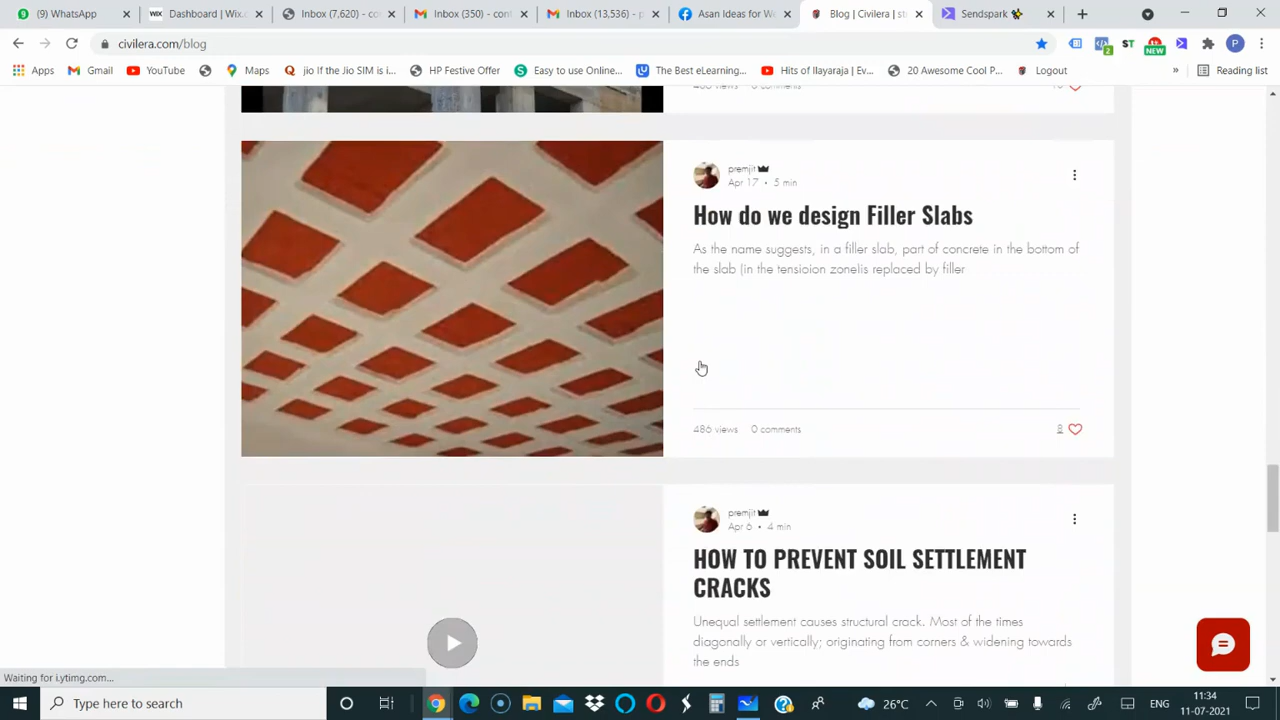 9
WhatsApp
Dashboard | Wix.c
Inbox (7,620) - co
Inbox (350) - cont
Inbox (13,536) - p
Asan Ideas for We
Blog | Civilera | st
Sendspark
civilera.com/blog
2
ST
NEW
P
Apps
Gmail
YouTube
Maps
jio If the Jio SIM is i...
HP Festive Offer
Easy to use Online...
The Best eLearning...
Hits of Ilayaraja | Ev...
20 Awesome Cool P...
Logout
»
Reading list
premjit
Apr 17 · 5 min
How do we design Filler Slabs
As the name suggests, in a filler slab, part of concrete in the bottom of
the slab (in the tensioion zone)is replaced by filler
486 views 0 comments
8
premjit
Apr 6 · 4 min
HOW TO PREVENT SOIL SETTLEMENT
CRACKS
Unequal settlement causes structural crack. Most of the times
diagonally or vertically; originating from corners & widening towards
the ends
Waiting for i.ytimg.com...
Type here to search
26°C
ENG
11:34
11-07-2021